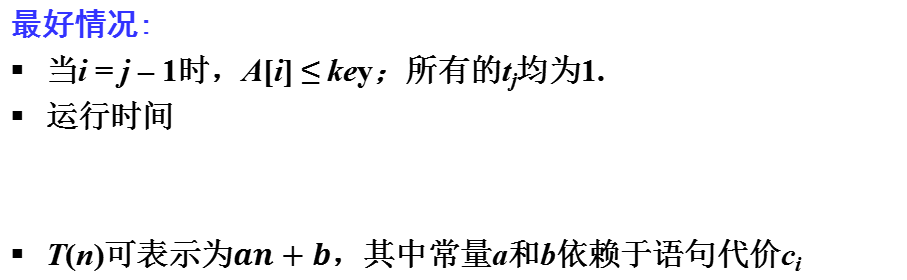 最好情况:
▪ 当i = j – 1时，A[i] ≤ key；所有的tⱼ均为1.
▪ 运行时间
▪ T(n)可表示为an + b，其中常量a和b依赖于语句代价cᵢ